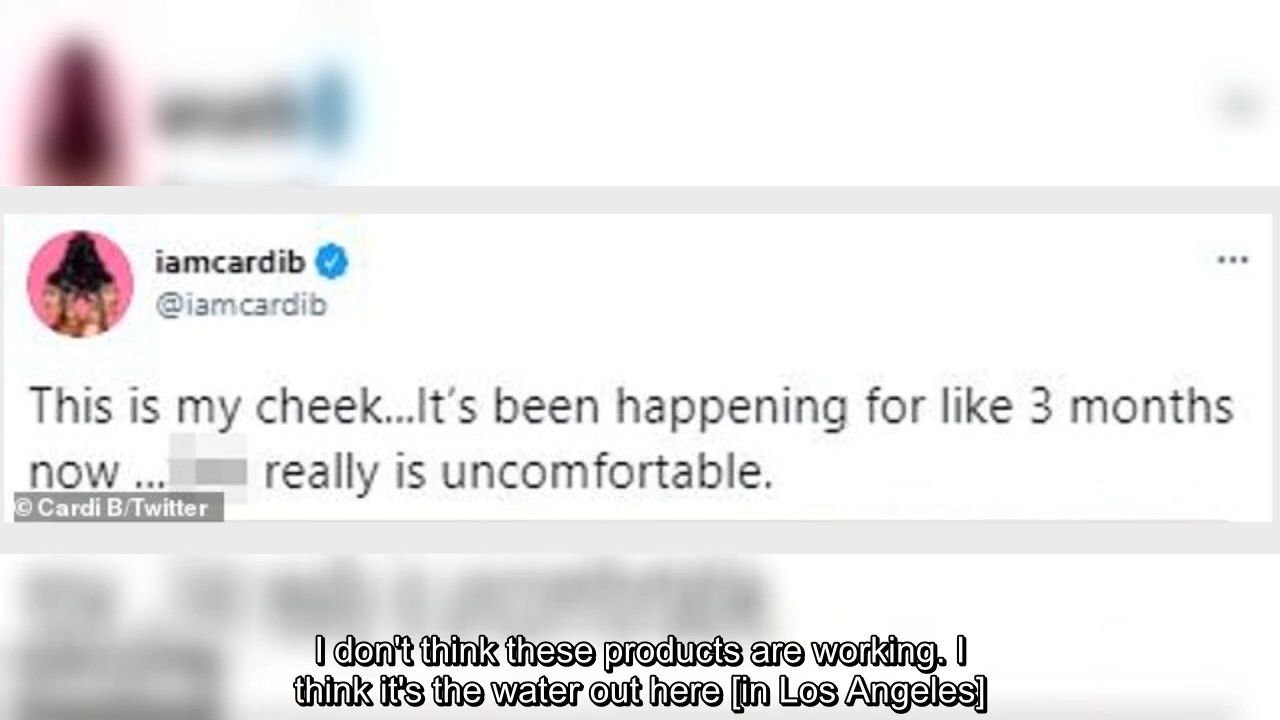 iamcardib
@iamcardib
This is my cheek...It's been happening for like 3 months
now ... really is uncomfortable.
© Cardi B/Twitter
I don't think these products are working. I
think it's the water out here [in Los Angeles]